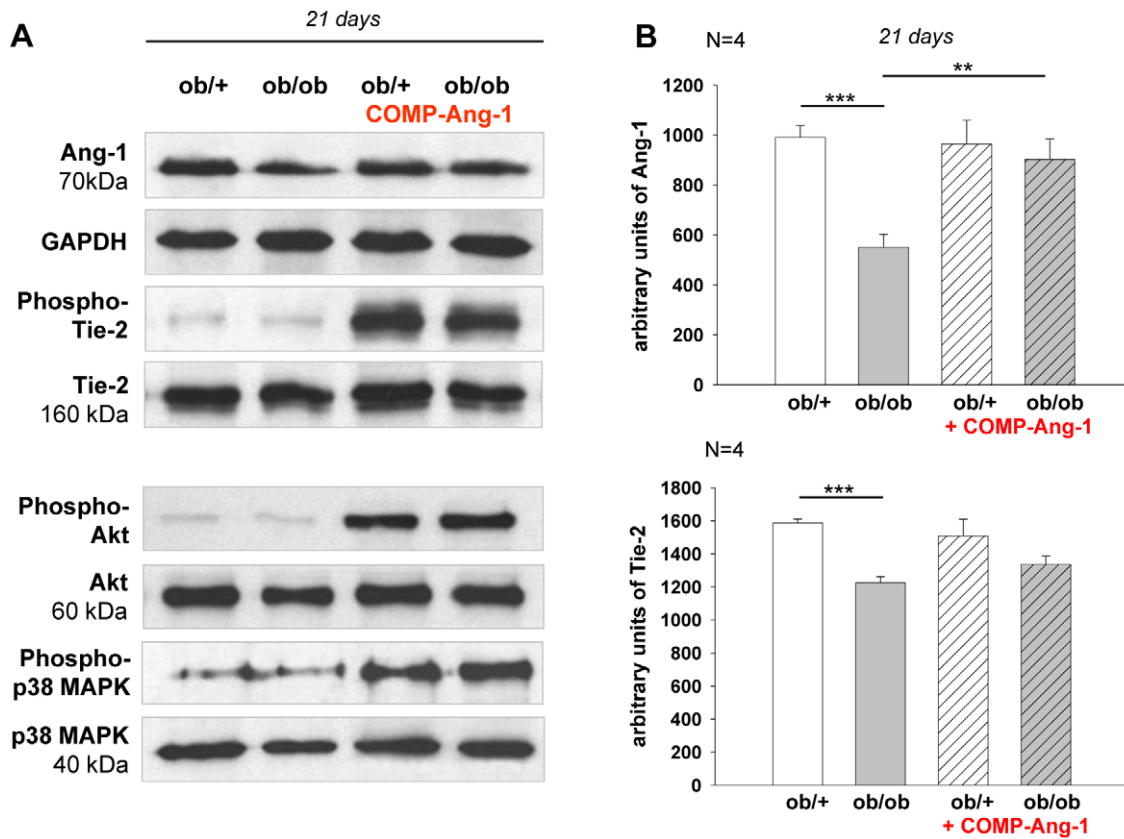 A
21 days
ob/+ ob/ob ob/+ ob/ob
COMP-Ang-1
Ang-1
70kDa
GAPDH
Phospho-
Tie-2
Tie-2
160 kDa
Phospho-
Akt
Akt
60 kDa
Phospho-
p38 MAPK
p38 MAPK
40 kDa
B
N=4
21 days
arbitrary units of Ang-1
1200
1000
800
600
400
200
0
***
**
ob/+ ob/ob ob/+ ob/ob
+ COMP-Ang-1
N=4
arbitrary units of Tie-2
1800
1600
1400
1200
1000
800
600
400
200
0
***
ob/+ ob/ob ob/+ ob/ob
+ COMP-Ang-1